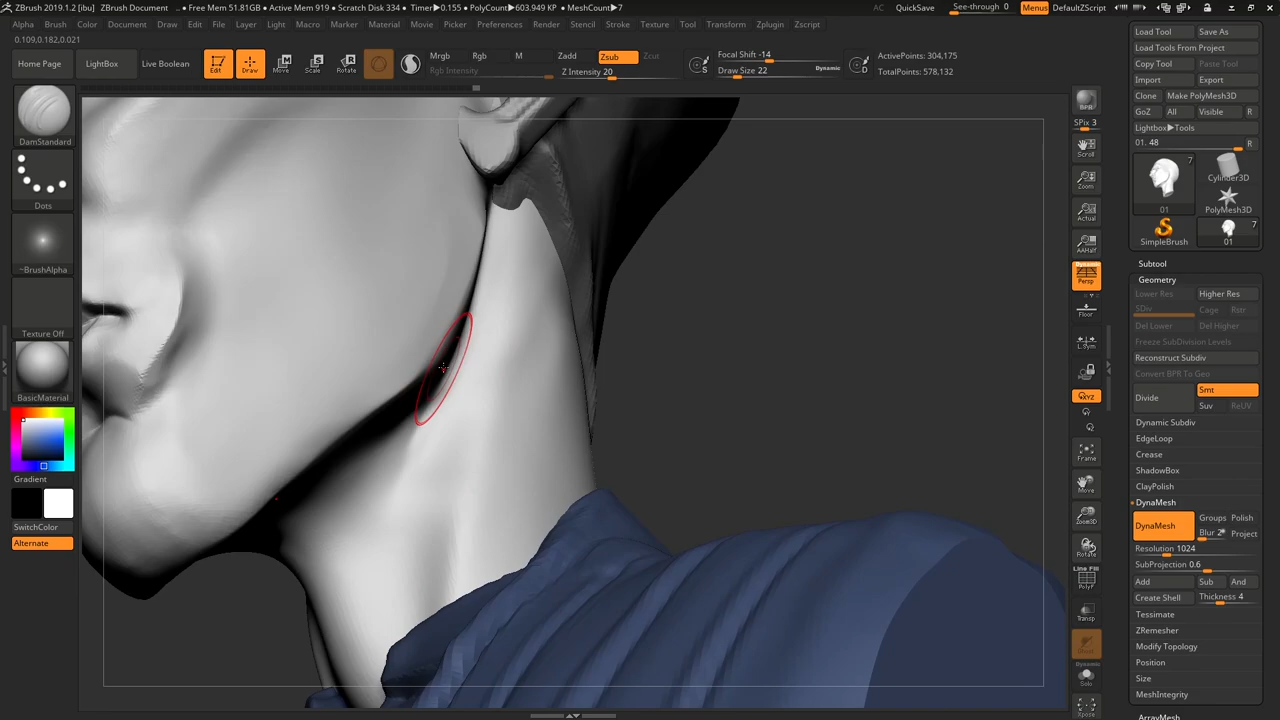 ZBrush 2019.1.2 [ibu] ZBrush Document .. • Free Mem 51.81GB • Active Mem 919 • Scratch Disk 334 • Timer▶0.155 • PolyCount▶603.949 KP • MeshCount▶7 AC QuickSave See-through 0 Menus DefaultZScript
Alpha Brush Color Document Draw Edit File Layer Light Macro Marker Material Movie Picker Preferences Render Stencil Stroke Texture Tool Transform Zplugin Zscript
0.109,0.182,0.021
Home Page LightBox Live Boolean
Edit Draw Move Scale Rotate
Mrgb Rgb M Zadd Zsub Zcut
Rgb Intensity Z Intensity 20
Focal Shift -14
Draw Size 22 Dynamic
S D
ActivePoints: 304,175
TotalPoints: 578,132
DamStandard
Dots
~BrushAlpha
Texture Off
BasicMaterial
Gradient
SwitchColor
Alternate
BPR
SPix 3
Scroll
Zoom
Actual
AAHalf
Dynamic
Persp
Floor
L.Sym
XYZ
Frame
Move
Zoom3D
Rotate
Line Fill
PolyF
Transp
Dynamic
Solo
Xpose
Load Tool Save As
Load Tools From Project
Copy Tool Paste Tool
Import Export
Clone Make PolyMesh3D
GoZ All Visible R
Lightbox▶Tools
01. 48 R
7
01
Cylinder3D
PolyMesh3D
SimpleBrush
7
01
Subtool
Geometry
Lower Res Higher Res
SDiv Cage Rstr
Del Lower Del Higher
Freeze SubDivision Levels
Reconstruct Subdiv
Convert BPR To Geo
Divide Smt
Suv ReUV
Dynamic Subdiv
EdgeLoop
Crease
ShadowBox
ClayPolish
DynaMesh
DynaMesh Groups Polish
Blur 2 Project
Resolution 1024
SubProjection 0.6
Add Sub And
Create Shell Thickness 4
Tessimate
ZRemesher
Modify Topology
Position
Size
MeshIntegrity
ArrayMesh